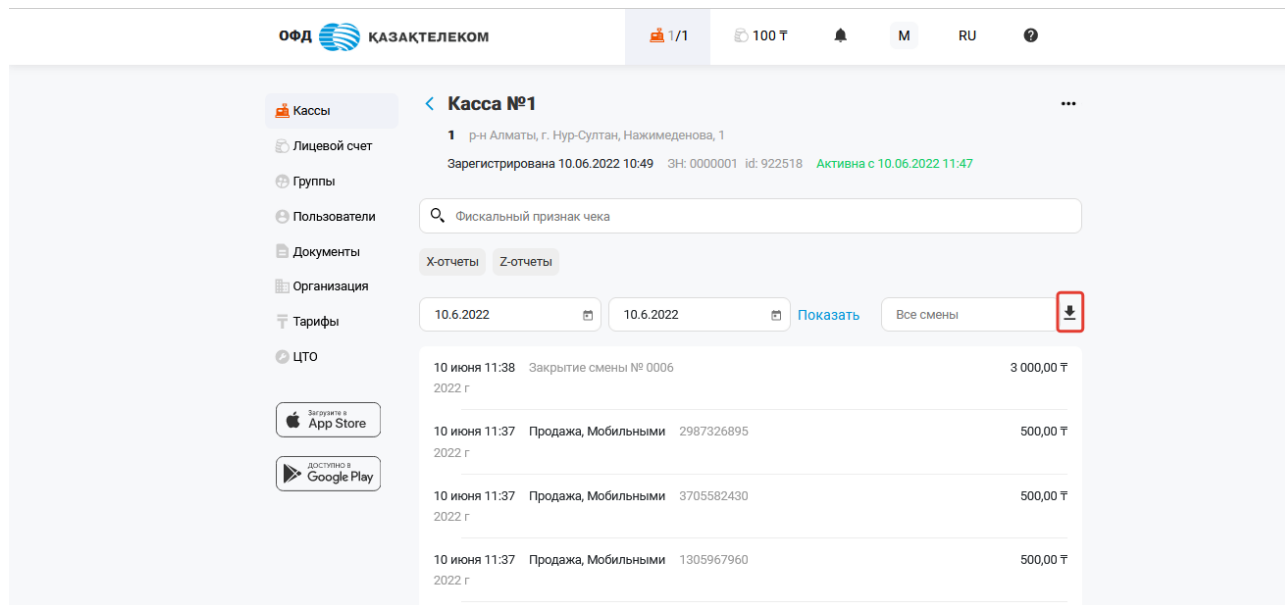 ОФД ҚАЗАҚТЕЛЕКОМ 1/1 100 ₸ M RU ?
Кассы
Лицевой счет
Группы
Пользователи
Документы
Организация
Тарифы
ЦТО
Загрузите в
App Store
ДОСТУПНО В
Google Play
Касса №1 •••
1 р-н Алматы, г. Нур-Султан, Нажимеденова, 1
Зарегистрирована 10.06.2022 10:49 ЗН: 0000001 id: 922518 Активна с 10.06.2022 11:47
Фискальный признак чека
X-отчеты Z-отчеты
10.6.2022 10.6.2022 Показать Все смены
10 июня 11:38 Закрытие смены № 0006 3 000,00 ₸
2022 г
10 июня 11:37 Продажа, Мобильными 2987326895 500,00 ₸
2022 г
10 июня 11:37 Продажа, Мобильными 3705582430 500,00 ₸
2022 г
10 июня 11:37 Продажа, Мобильными 1305967960 500,00 ₸
2022 г